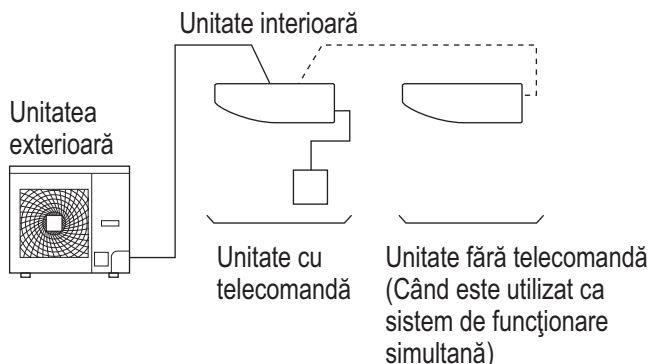 Unitate interioară
Unitatea
exterioară
Unitate cu
telecomandă
Unitate fără telecomandă
(Când este utilizat ca
sistem de funcţionare
simultană)